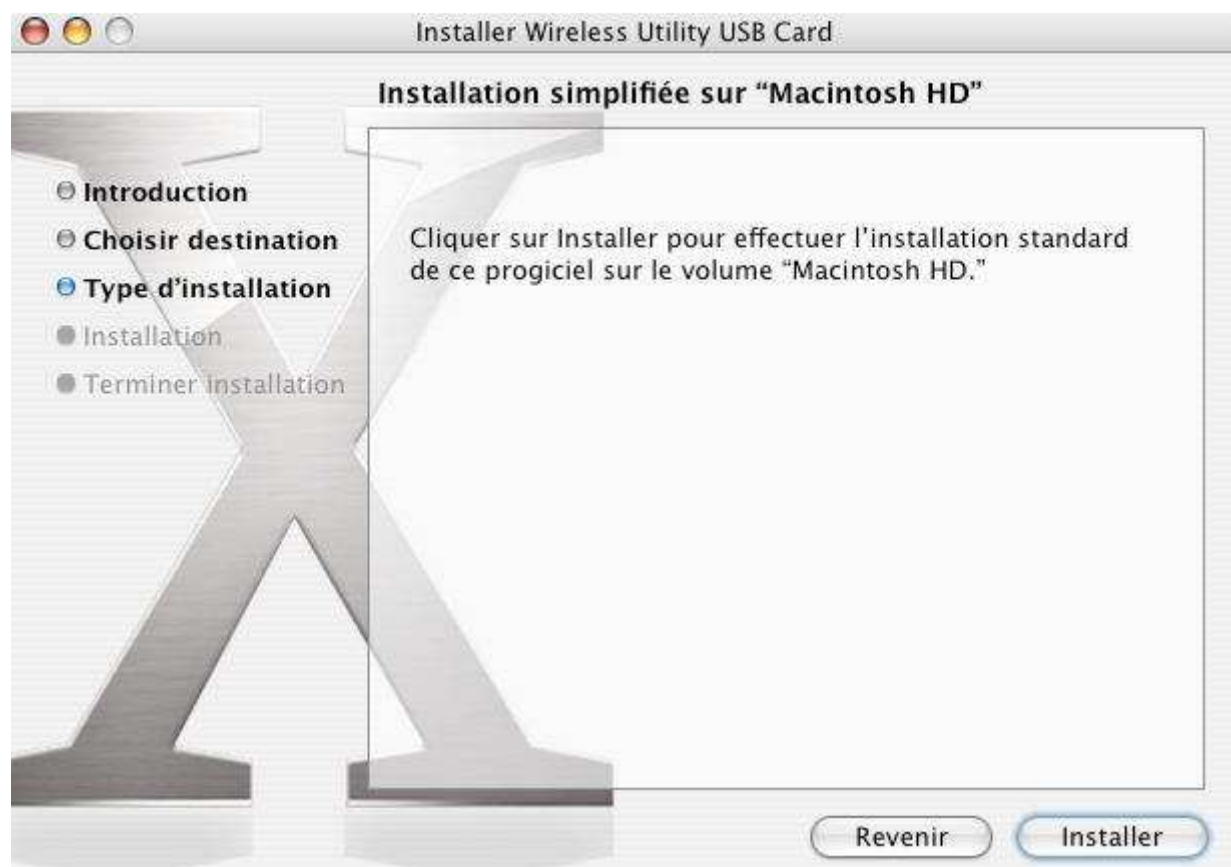 Installer Wireless Utility USB Card
Installation simplifiée sur “Macintosh HD”
Introduction
Choisir destination
Type d’installation
Installation
Terminer installation
Cliquer sur Installer pour effectuer l’installation standard
de ce progiciel sur le volume “Macintosh HD.”
Revenir
Installer